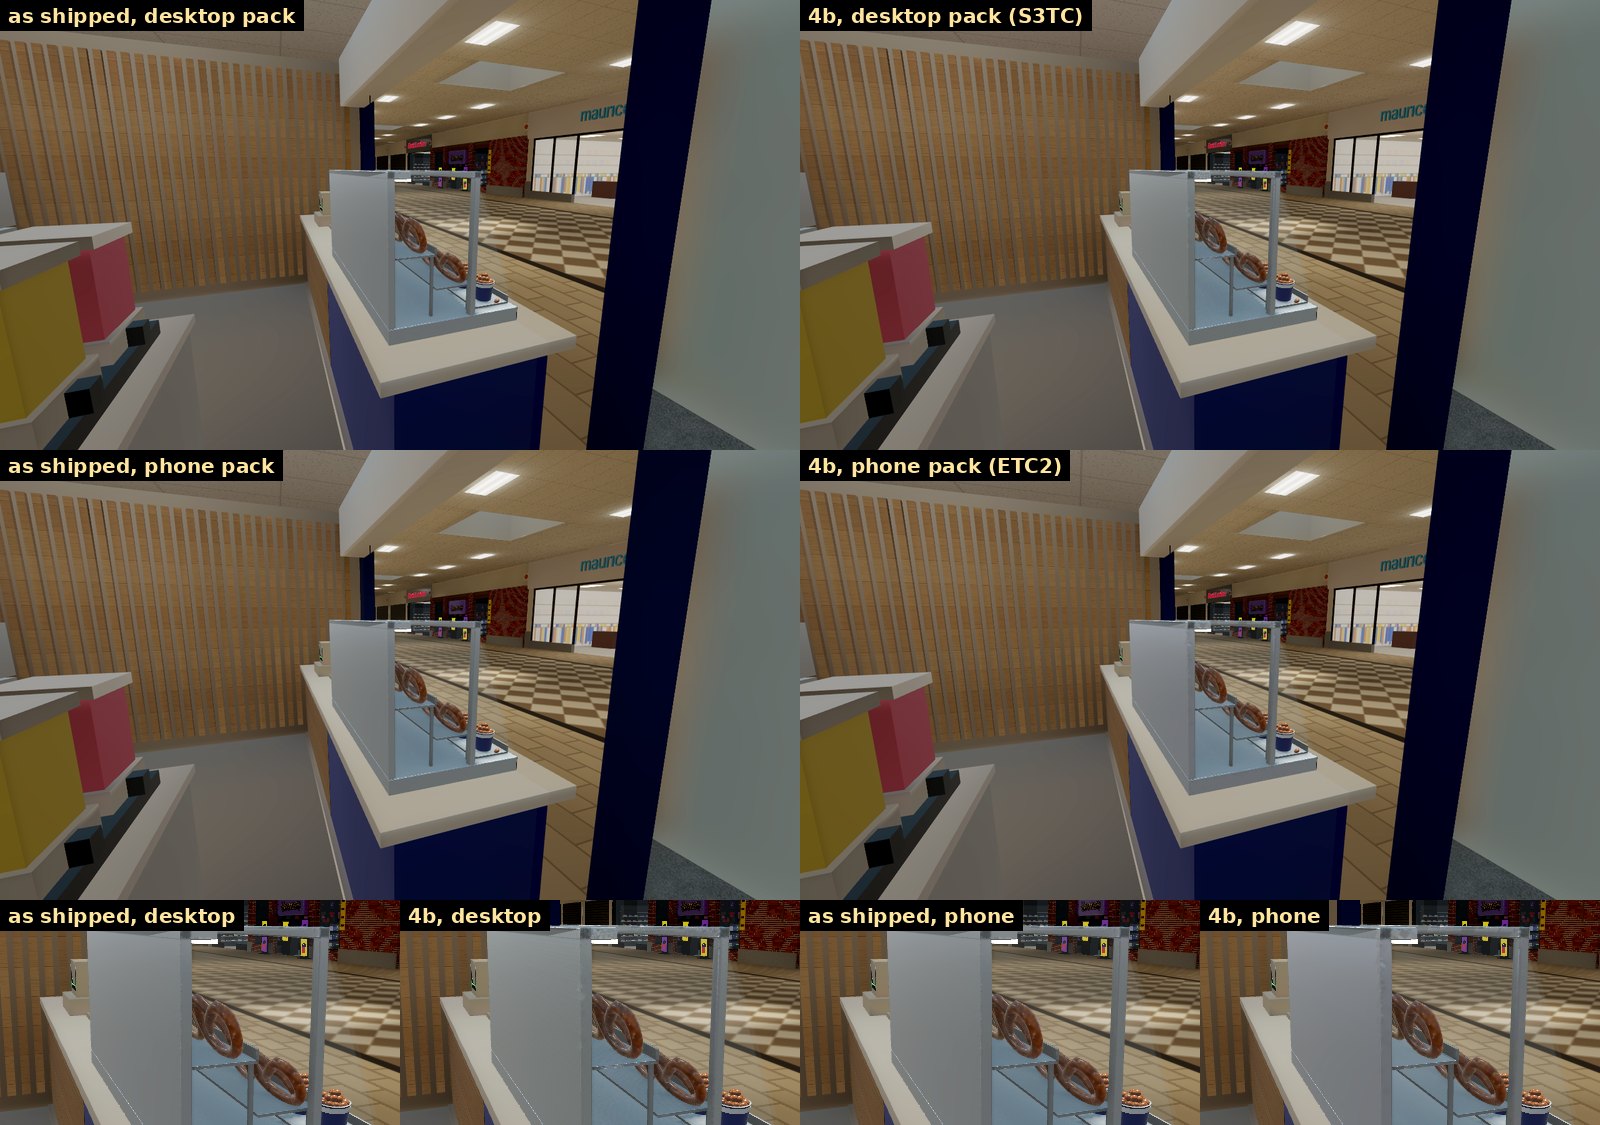 as shipped, desktop pack
4b, desktop pack (S3TC)
as shipped, phone pack
4b, phone pack (ETC2)
as shipped, desktop
4b, desktop
as shipped, phone
4b, phone